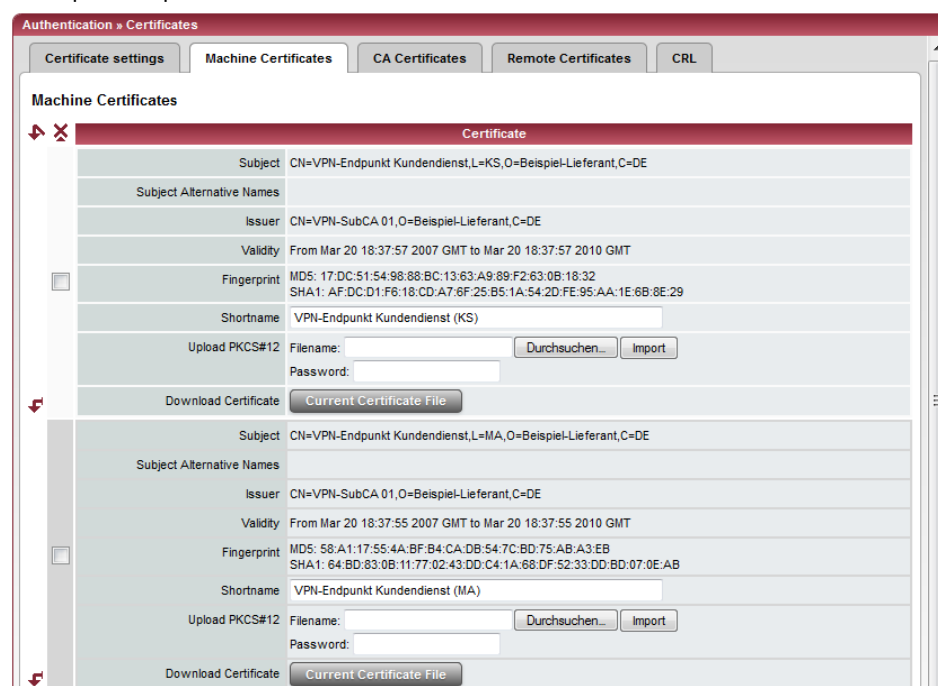 Authentication » Certificates
Certificate settings
Machine Certificates
CA Certificates
Remote Certificates
CRL
Machine Certificates
Certificate
Subject CN=VPN-Endpunkt Kundendienst,L=KS,O=Beispiel-Lieferant,C=DE
Subject Alternative Names
Issuer CN=VPN-SubCA 01,O=Beispiel-Lieferant,C=DE
Validity From Mar 20 18:37:57 2007 GMT to Mar 20 18:37:57 2010 GMT
Fingerprint MD5: 17:DC:51:54:98:88:BC:13:63:A9:89:F2:63:0B:18:32
SHA1: AF:DC:D1:F6:18:CD:A7:6F:25:B5:1A:54:2D:FE:95:AA:1E:6B:8E:29
Shortname VPN-Endpunkt Kundendienst (KS)
Upload PKCS#12 Filename: Durchsuchen... Import
Password:
Download Certificate Current Certificate File
Subject CN=VPN-Endpunkt Kundendienst,L=MA,O=Beispiel-Lieferant,C=DE
Subject Alternative Names
Issuer CN=VPN-SubCA 01,O=Beispiel-Lieferant,C=DE
Validity From Mar 20 18:37:55 2007 GMT to Mar 20 18:37:55 2010 GMT
Fingerprint MD5: 58:A1:17:55:4A:BF:B4:CA:DB:54:7C:BD:75:AB:A3:EB
SHA1: 64:BD:83:0B:11:77:02:43:DD:C4:1A:68:DF:52:33:DD:BD:07:0E:AB
Shortname VPN-Endpunkt Kundendienst (MA)
Upload PKCS#12 Filename: Durchsuchen... Import
Password:
Download Certificate Current Certificate File